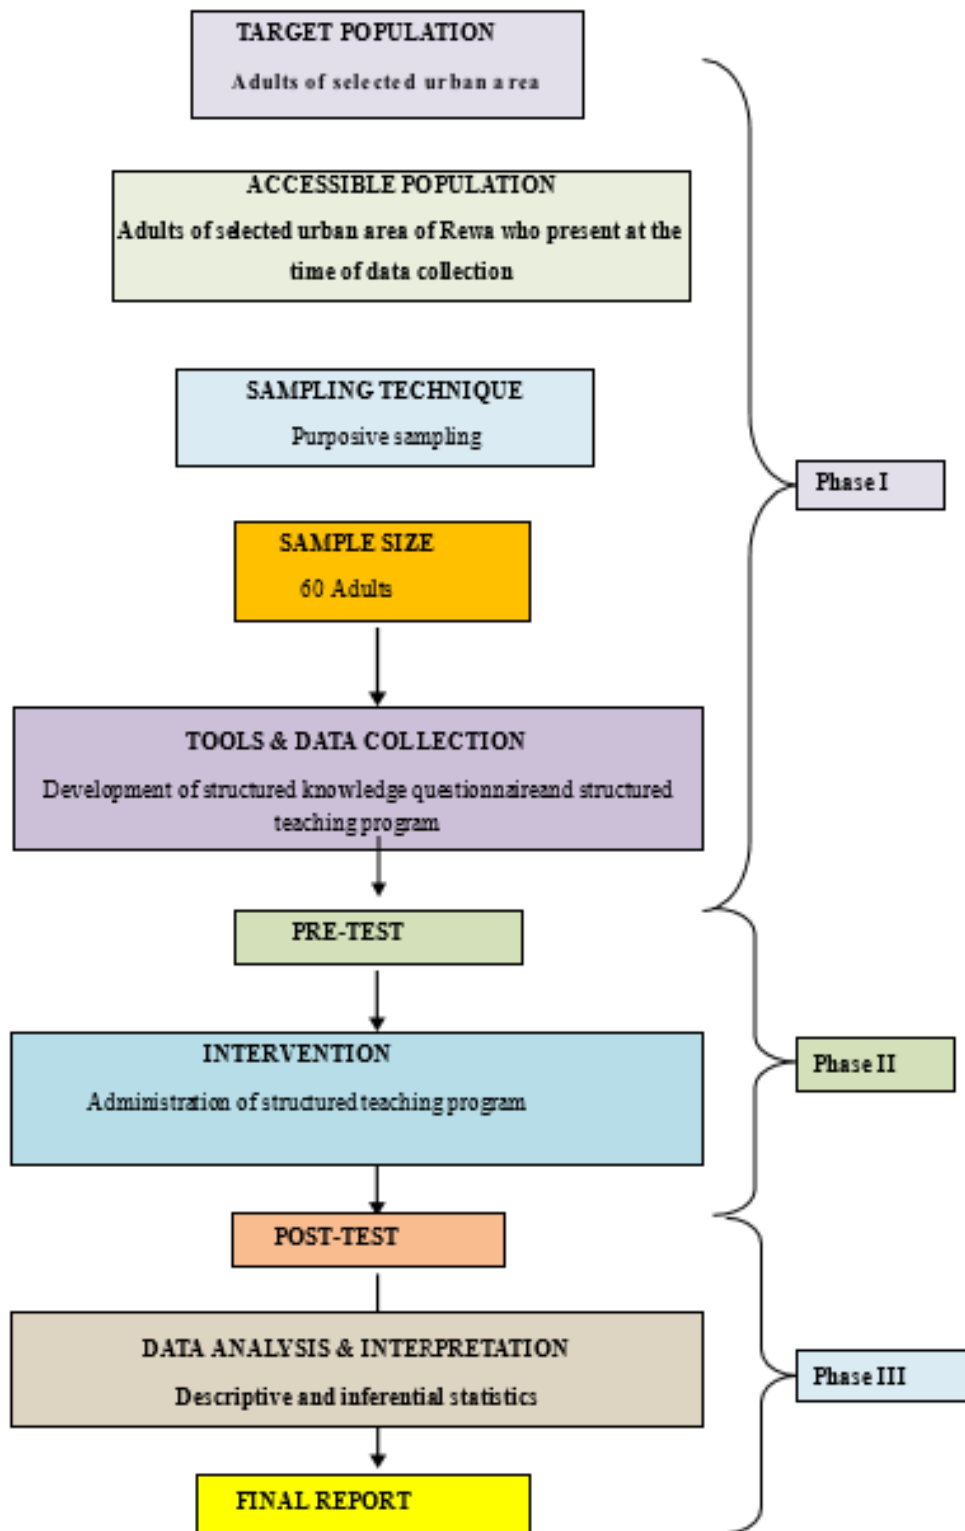 TARGET POPULATION
Adults of selected urban area
ACCESSIBLE POPULATION
Adults of selected urban area of Rewa who present at the
time of data collection
SAMPLING TECHNIQUE
Purposive sampling
Phase I
SAMPLE SIZE
60 Adults
TOOLS & DATA COLLECTION
Development of structured knowledge questionnaireand structured
teaching program
PRE-TEST
INTERVENTION
Administration of structured teaching program
Phase II
POST-TEST
DATA ANALYSIS & INTERPRETATION
Descriptive and inferential statistics
Phase III
FINAL REPORT